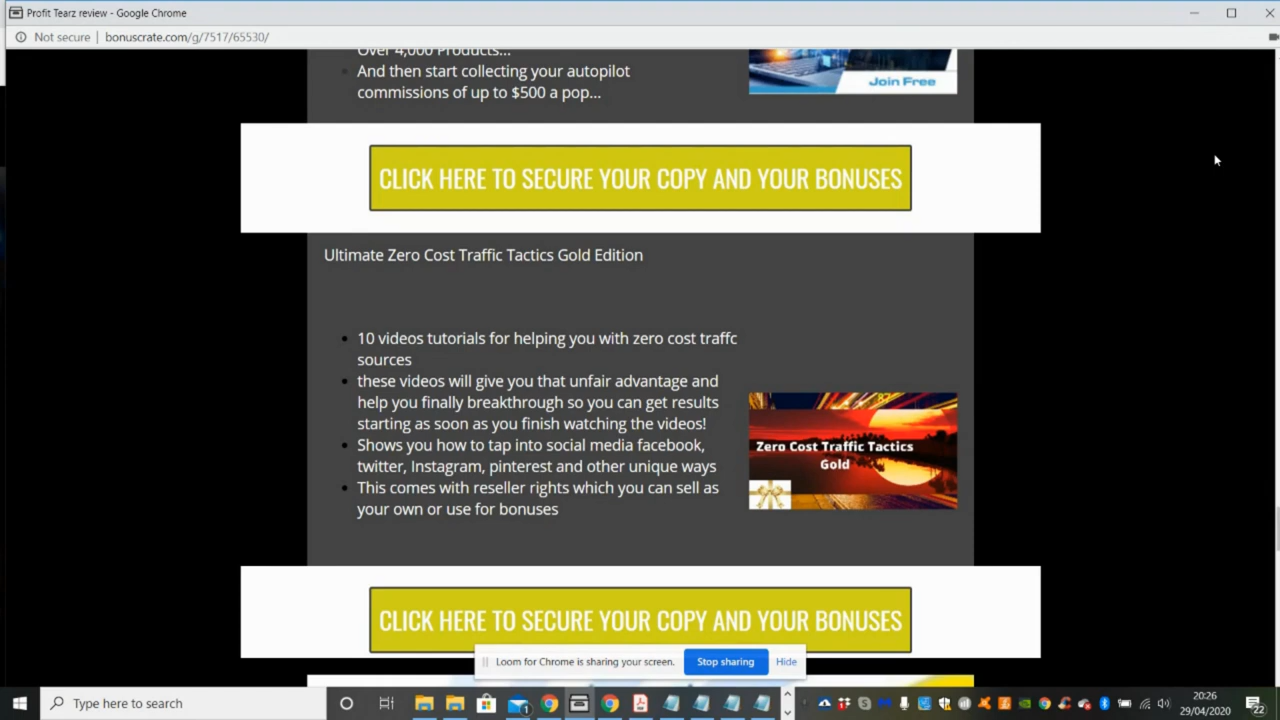 Profit Tearz review - Google Chrome
Not secure | bonuscrate.com/g/7517/65530/
Over 4,000 Products...
And then start collecting your autopilot
commissions of up to $500 a pop...
Join Free
CLICK HERE TO SECURE YOUR COPY AND YOUR BONUSES
Ultimate Zero Cost Traffic Tactics Gold Edition
10 videos tutorials for helping you with zero cost traffc
sources
these videos will give you that unfair advantage and
help you finally breakthrough so you can get results
starting as soon as you finish watching the videos!
Shows you how to tap into social media facebook,
twitter, Instagram, pinterest and other unique ways
This comes with reseller rights which you can sell as
your own or use for bonuses
Zero Cost Traffic Tactics
Gold
CLICK HERE TO SECURE YOUR COPY AND YOUR BONUSES
Loom for Chrome is sharing your screen.
Stop sharing
Hide
Type here to search
20:26
29/04/2020
22